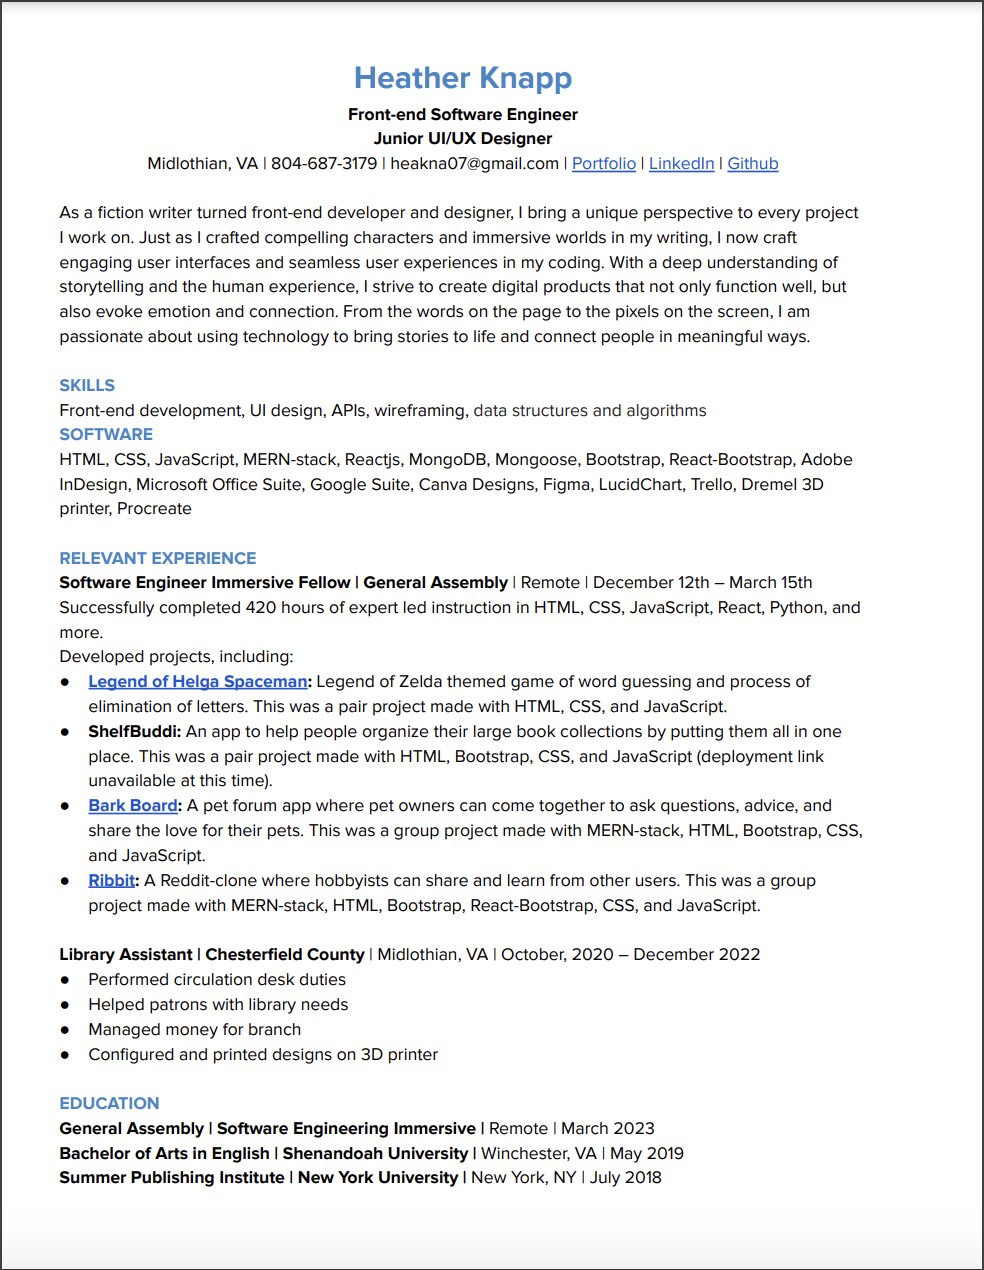 Heather Knapp
Front-end Software Engineer
Junior UI/UX Designer
Midlothian, VA | 804-687-3179 | heakna07@gmail.com | Portfolio | LinkedIn | Github
As a fiction writer turned front-end developer and designer, I bring a unique perspective to every project
I work on. Just as I crafted compelling characters and immersive worlds in my writing, I now craft
engaging user interfaces and seamless user experiences in my coding. With a deep understanding of
storytelling and the human experience, I strive to create digital products that not only function well, but
also evoke emotion and connection. From the words on the page to the pixels on the screen, I am
passionate about using technology to bring stories to life and connect people in meaningful ways.
SKILLS
Front-end development, UI design, APIs, wireframing, data structures and algorithms
SOFTWARE
HTML, CSS, JavaScript, MERN-stack, Reactjs, MongoDB, Mongoose, Bootstrap, React-Bootstrap, Adobe
InDesign, Microsoft Office Suite, Google Suite, Canva Designs, Figma, LucidChart, Trello, Dremel 3D
printer, Procreate
RELEVANT EXPERIENCE
Software Engineer Immersive Fellow | General Assembly | Remote | December 12th – March 15th
Successfully completed 420 hours of expert led instruction in HTML, CSS, JavaScript, React, Python, and
more.
Developed projects, including:
● Legend of Helga Spaceman: Legend of Zelda themed game of word guessing and process of
elimination of letters. This was a pair project made with HTML, CSS, and JavaScript.
● ShelfBuddi: An app to help people organize their large book collections by putting them all in one
place. This was a pair project made with HTML, Bootstrap, CSS, and JavaScript (deployment link
unavailable at this time).
● Bark Board: A pet forum app where pet owners can come together to ask questions, advice, and
share the love for their pets. This was a group project made with MERN-stack, HTML, Bootstrap, CSS,
and JavaScript.
● Ribbit: A Reddit-clone where hobbyists can share and learn from other users. This was a group
project made with MERN-stack, HTML, Bootstrap, React-Bootstrap, CSS, and JavaScript.
Library Assistant | Chesterfield County | Midlothian, VA | October, 2020 – December 2022
● Performed circulation desk duties
● Helped patrons with library needs
● Managed money for branch
● Configured and printed designs on 3D printer
EDUCATION
General Assembly | Software Engineering Immersive | Remote | March 2023
Bachelor of Arts in English | Shenandoah University | Winchester, VA | May 2019
Summer Publishing Institute | New York University | New York, NY | July 2018